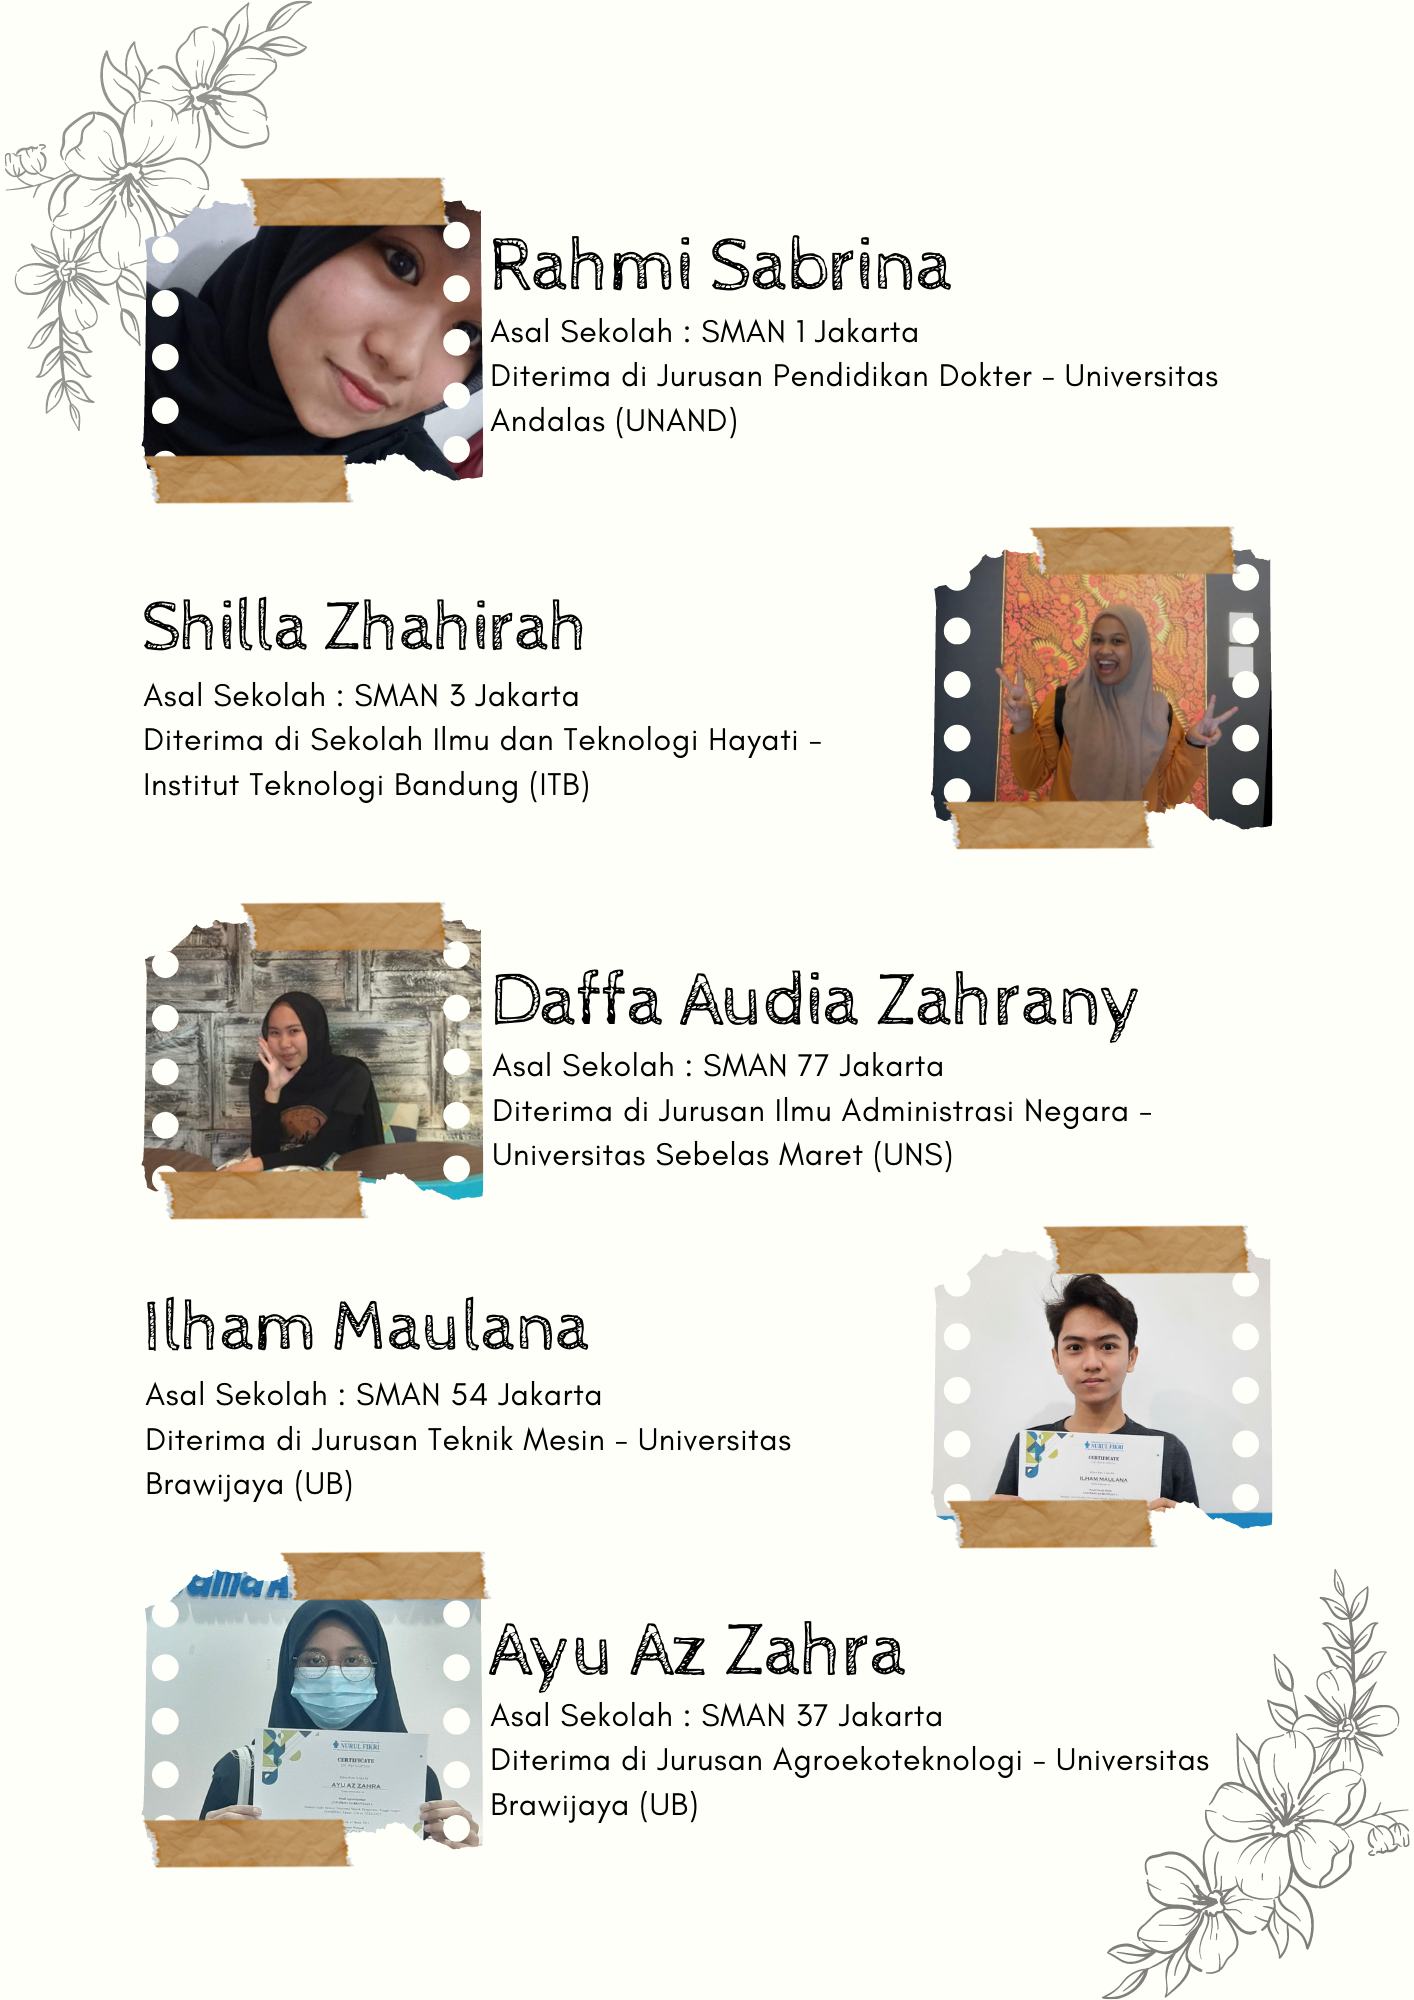 Rahmi Sabrina
Asal Sekolah : SMAN 1 Jakarta
Diterima di Jurusan Pendidikan Dokter - Universitas
Andalas (UNAND)
Shilla Zhahirah
Asal Sekolah : SMAN 3 Jakarta
Diterima di Sekolah Ilmu dan Teknologi Hayati -
Institut Teknologi Bandung (ITB)
Daffa Audia Zahrany
Asal Sekolah : SMAN 77 Jakarta
Diterima di Jurusan Ilmu Administrasi Negara -
Universitas Sebelas Maret (UNS)
Ilham Maulana
Asal Sekolah : SMAN 54 Jakarta
Diterima di Jurusan Teknik Mesin - Universitas
Brawijaya (UB)
NURUL FIKRI
CERTIFICATE
ILHAM MAULANA
Ayu Az Zahra
Asal Sekolah : SMAN 37 Jakarta
Diterima di Jurusan Agroekoteknologi - Universitas
Brawijaya (UB)
NURUL FIKRI
CERTIFICATE
AYU AZ ZAHRA